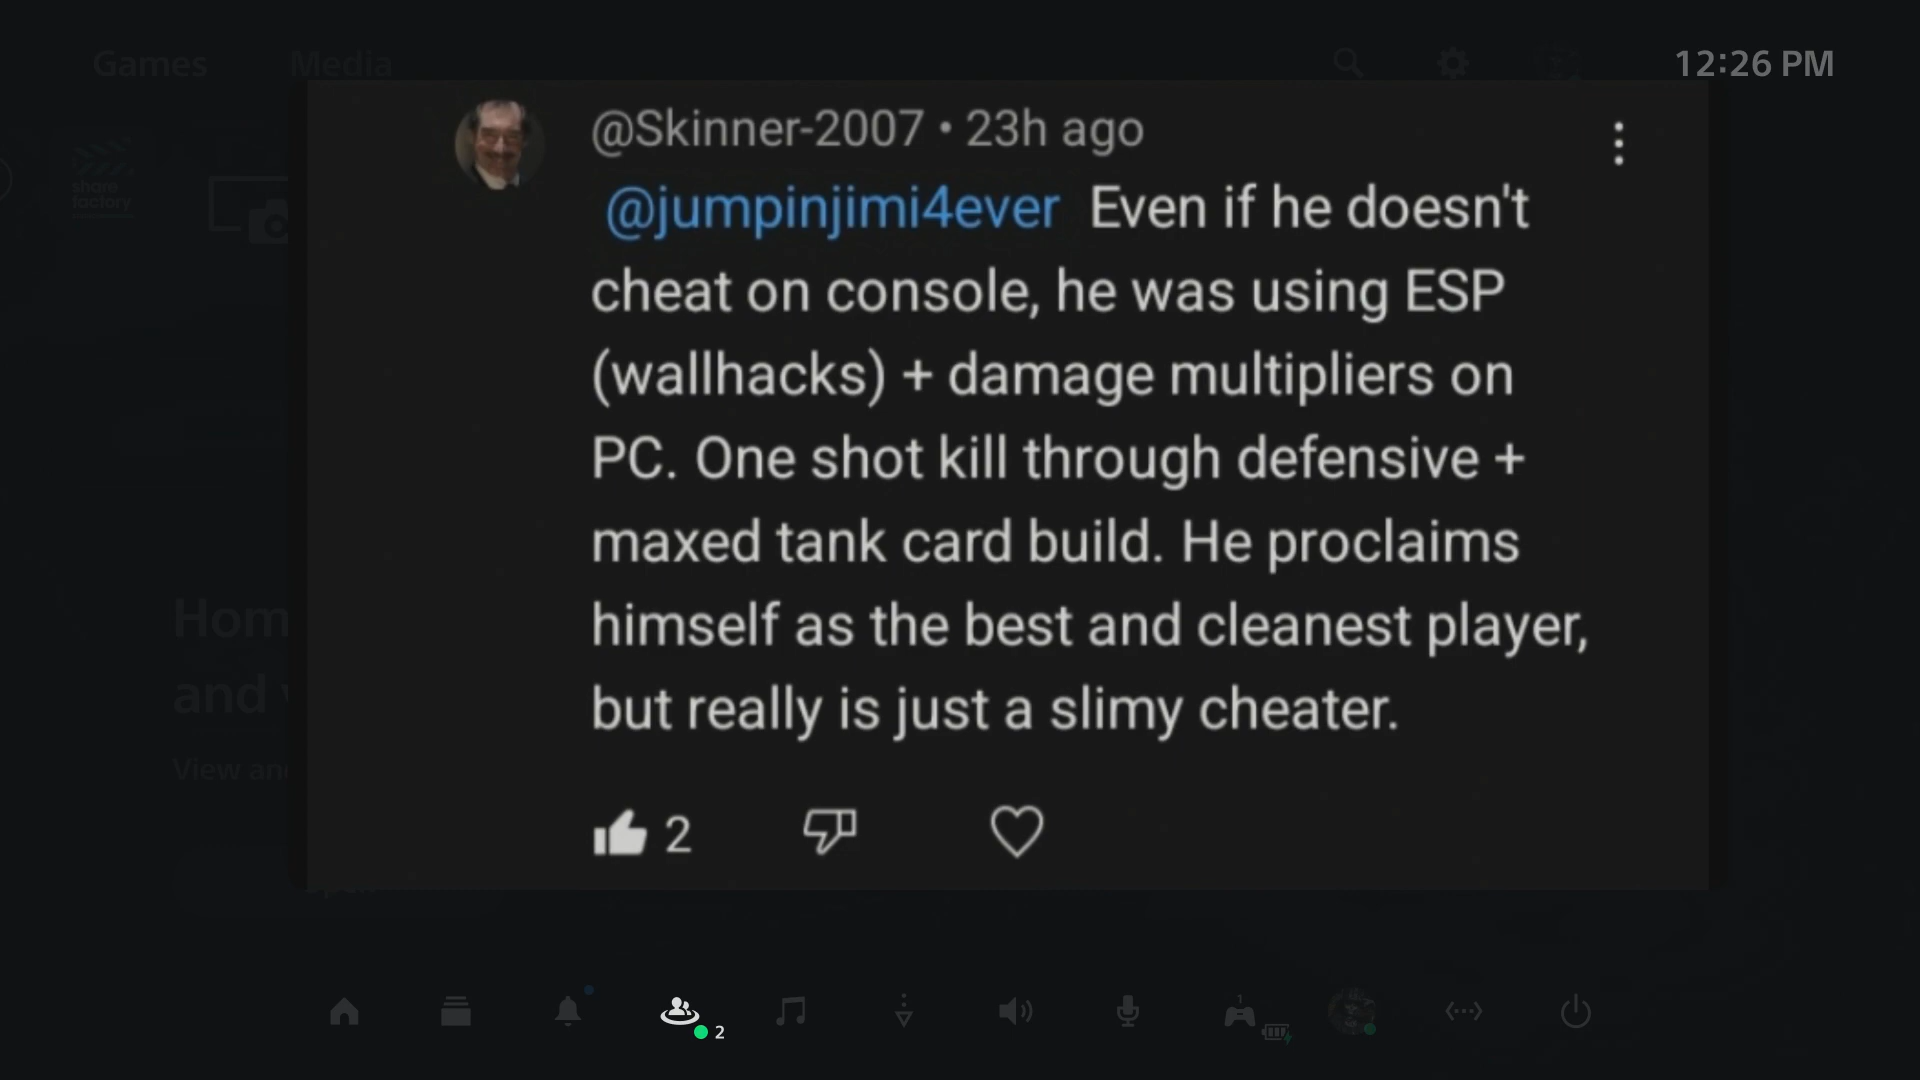 Games Media 12:26 PM
share
factory
@Skinner-2007 • 23h ago
@jumpinjimi4ever Even if he doesn't
cheat on console, he was using ESP
(wallhacks) + damage multipliers on
PC. One shot kill through defensive +
maxed tank card build. He proclaims
himself as the best and cleanest player,
but really is just a slimy cheater.
2
Hom
and
View an
2
1